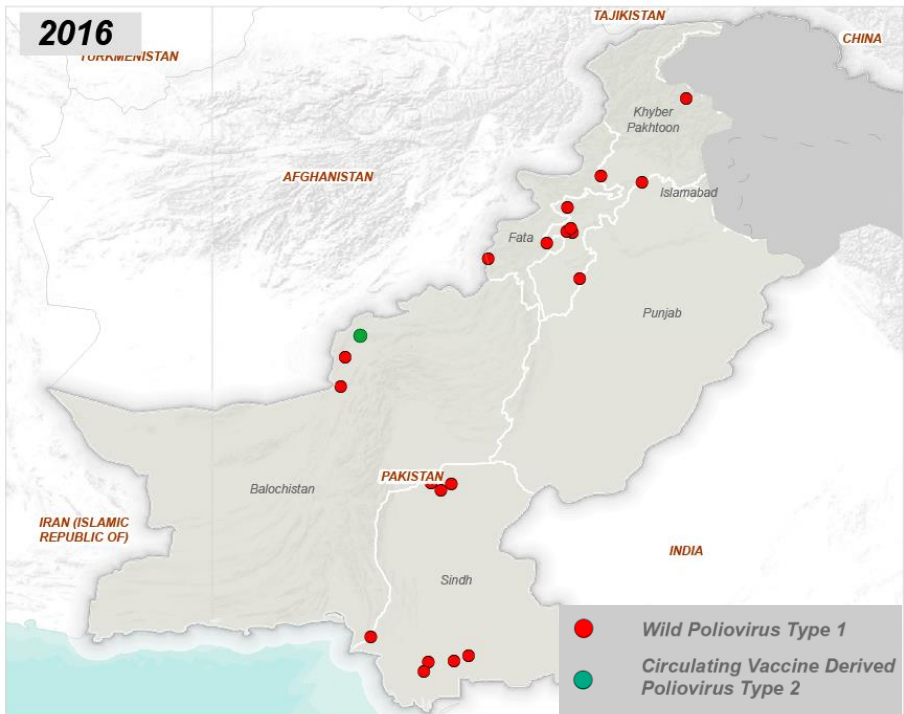 2016
TAJIKISTAN
CHINA
TURKMENISTAN
Khyber
Pakhtoon
AFGHANISTAN
Islamabad
Fata
Punjab
PAKISTAN
Balochistan
IRAN (ISLAMIC
REPUBLIC OF)
INDIA
Sindh
Wild Poliovirus Type 1
Circulating Vaccine Derived
Poliovirus Type 2